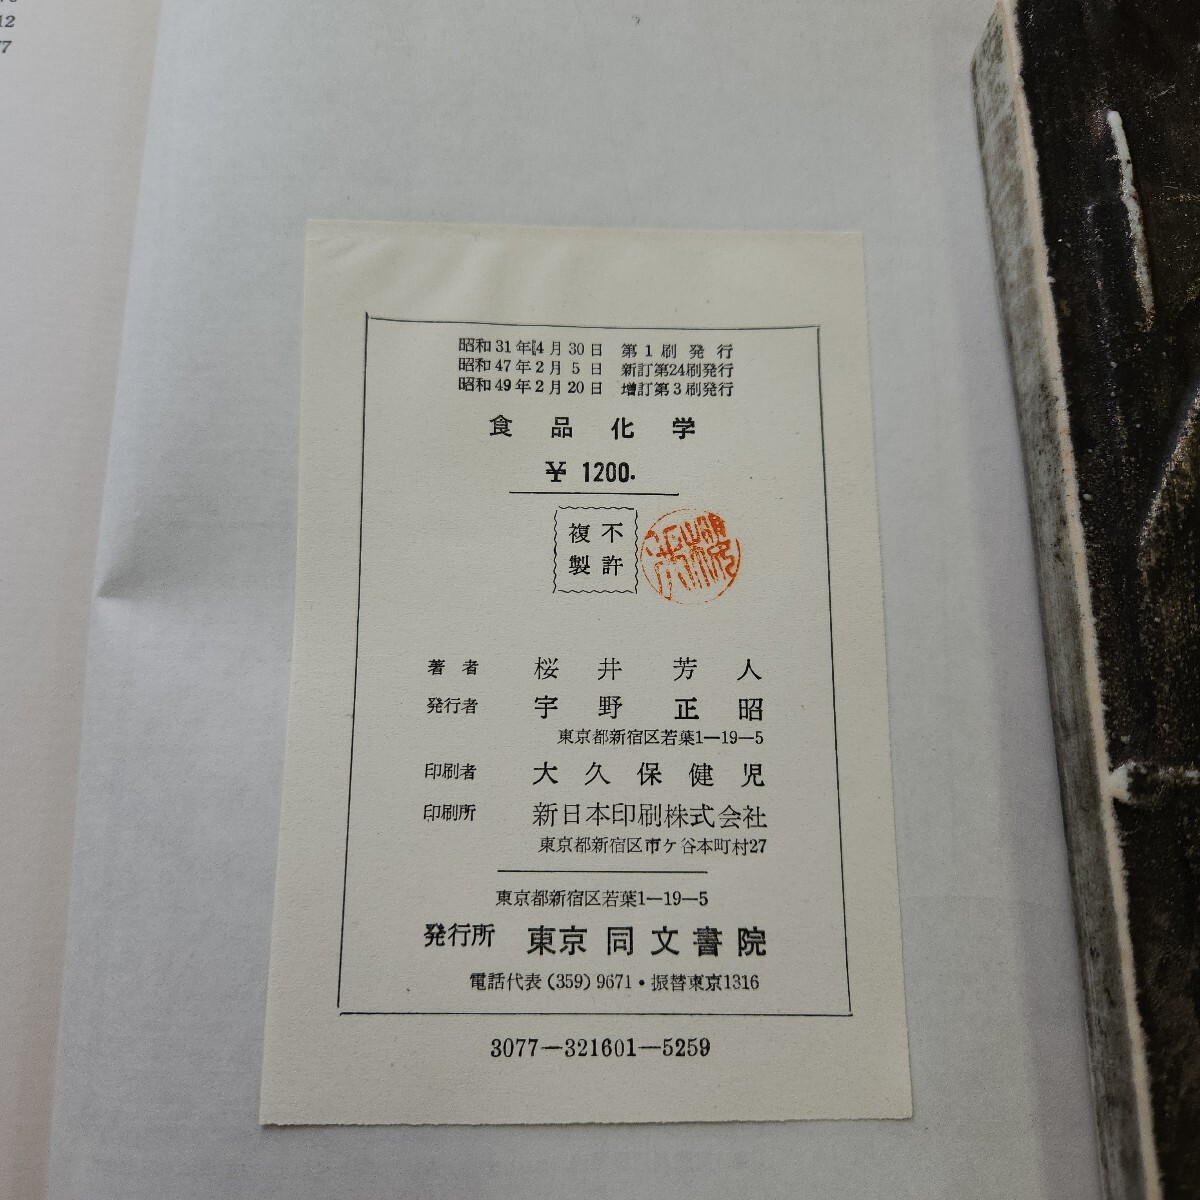 12
77
昭和31年4月30日 第1刷発行
昭和47年2月5日 新訂第24刷発行
昭和49年2月20日 増訂第3刷発行
食品化学
¥1200.
不許
複製
著者 桜井芳人
発行者 宇野正昭
東京都新宿区若葉1—19—5
印刷者 大久保健児
印刷所 新日本印刷株式会社
東京都新宿区市ケ谷本町村27
東京都新宿区若葉1—19—5
発行所 東京同文書院
電話代表(359)9671・振替東京1316
3077—321601—5259